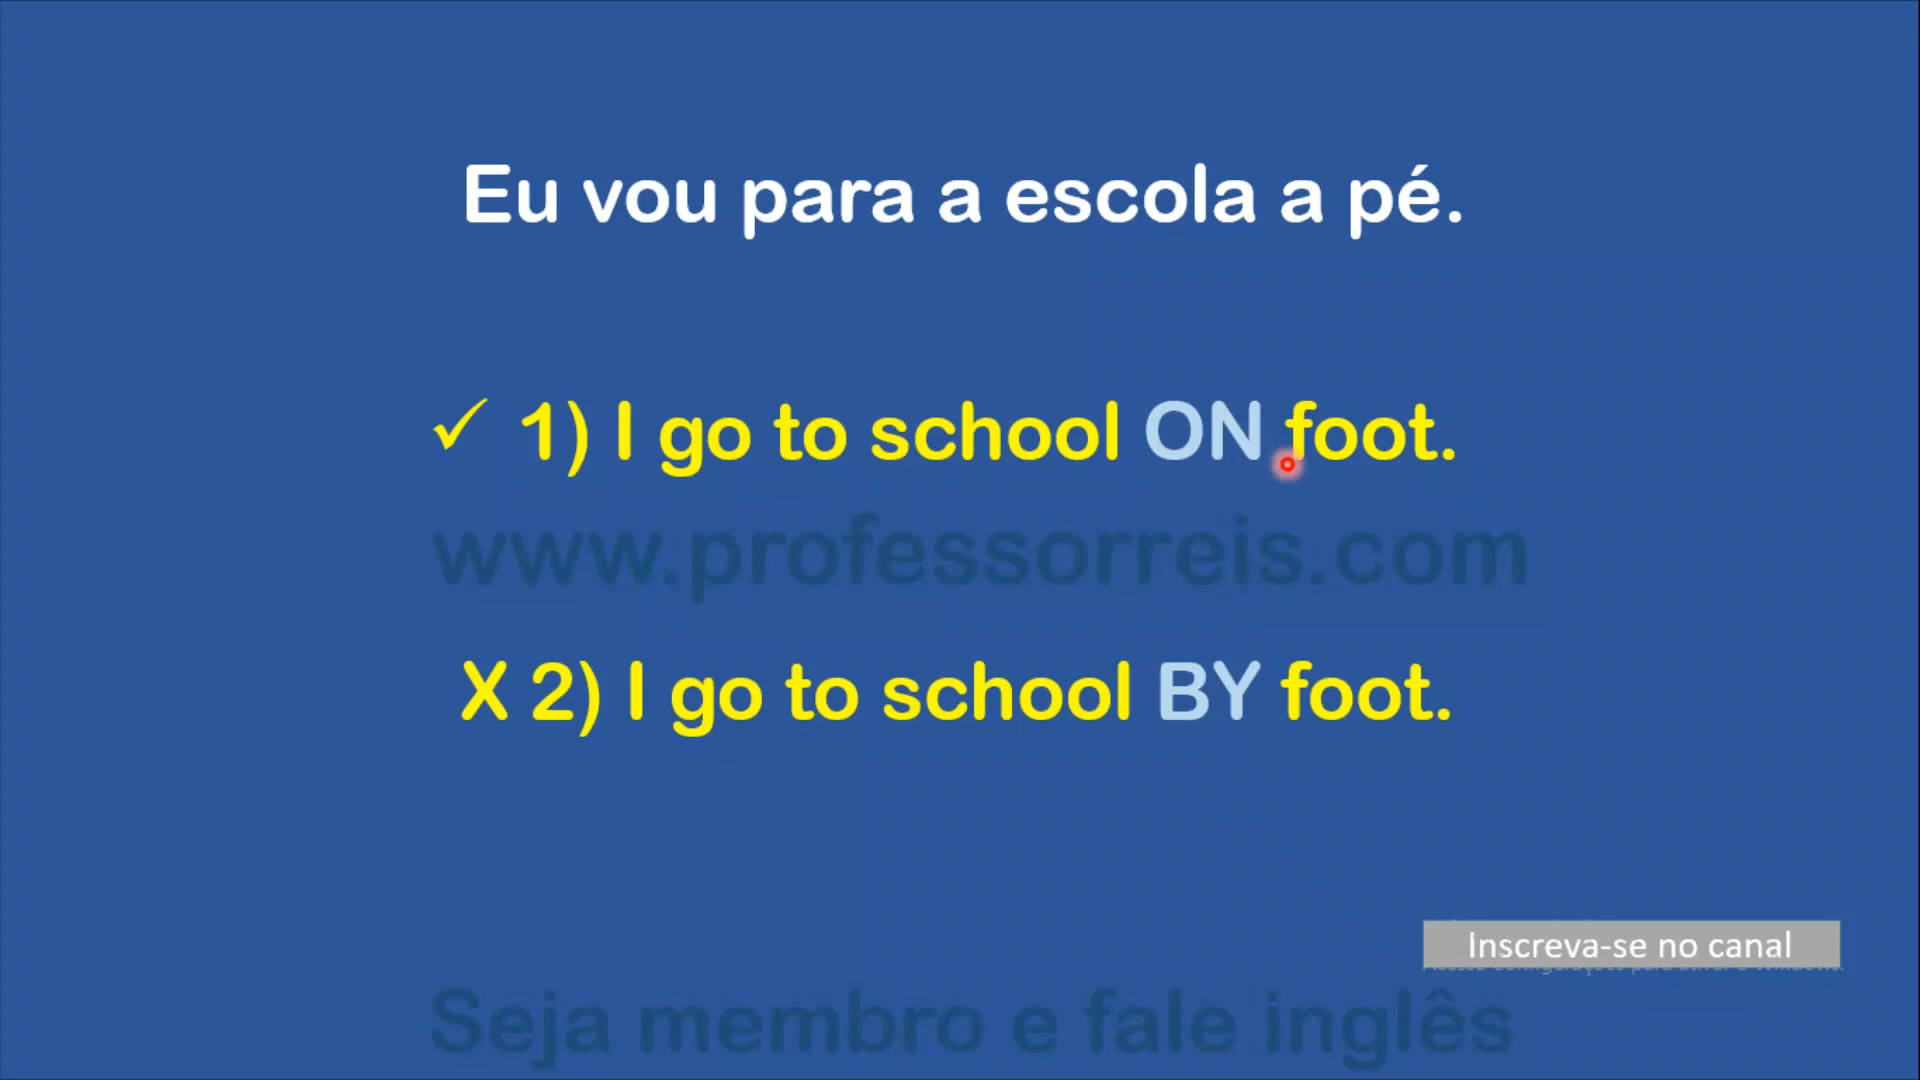 Eu vou para a escola a pé.
✓ 1) I go to school ON foot.
www.professorreis.com
X 2) I go to school BY foot.
Inscreva-se no canal
Seja membro e fale inglês